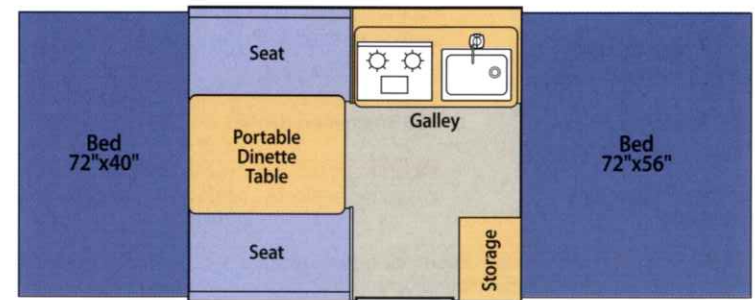 Seat
Bed
72"x40"
Portable
Dinette
Table
Galley
Bed
72"x56"
Seat
Storage